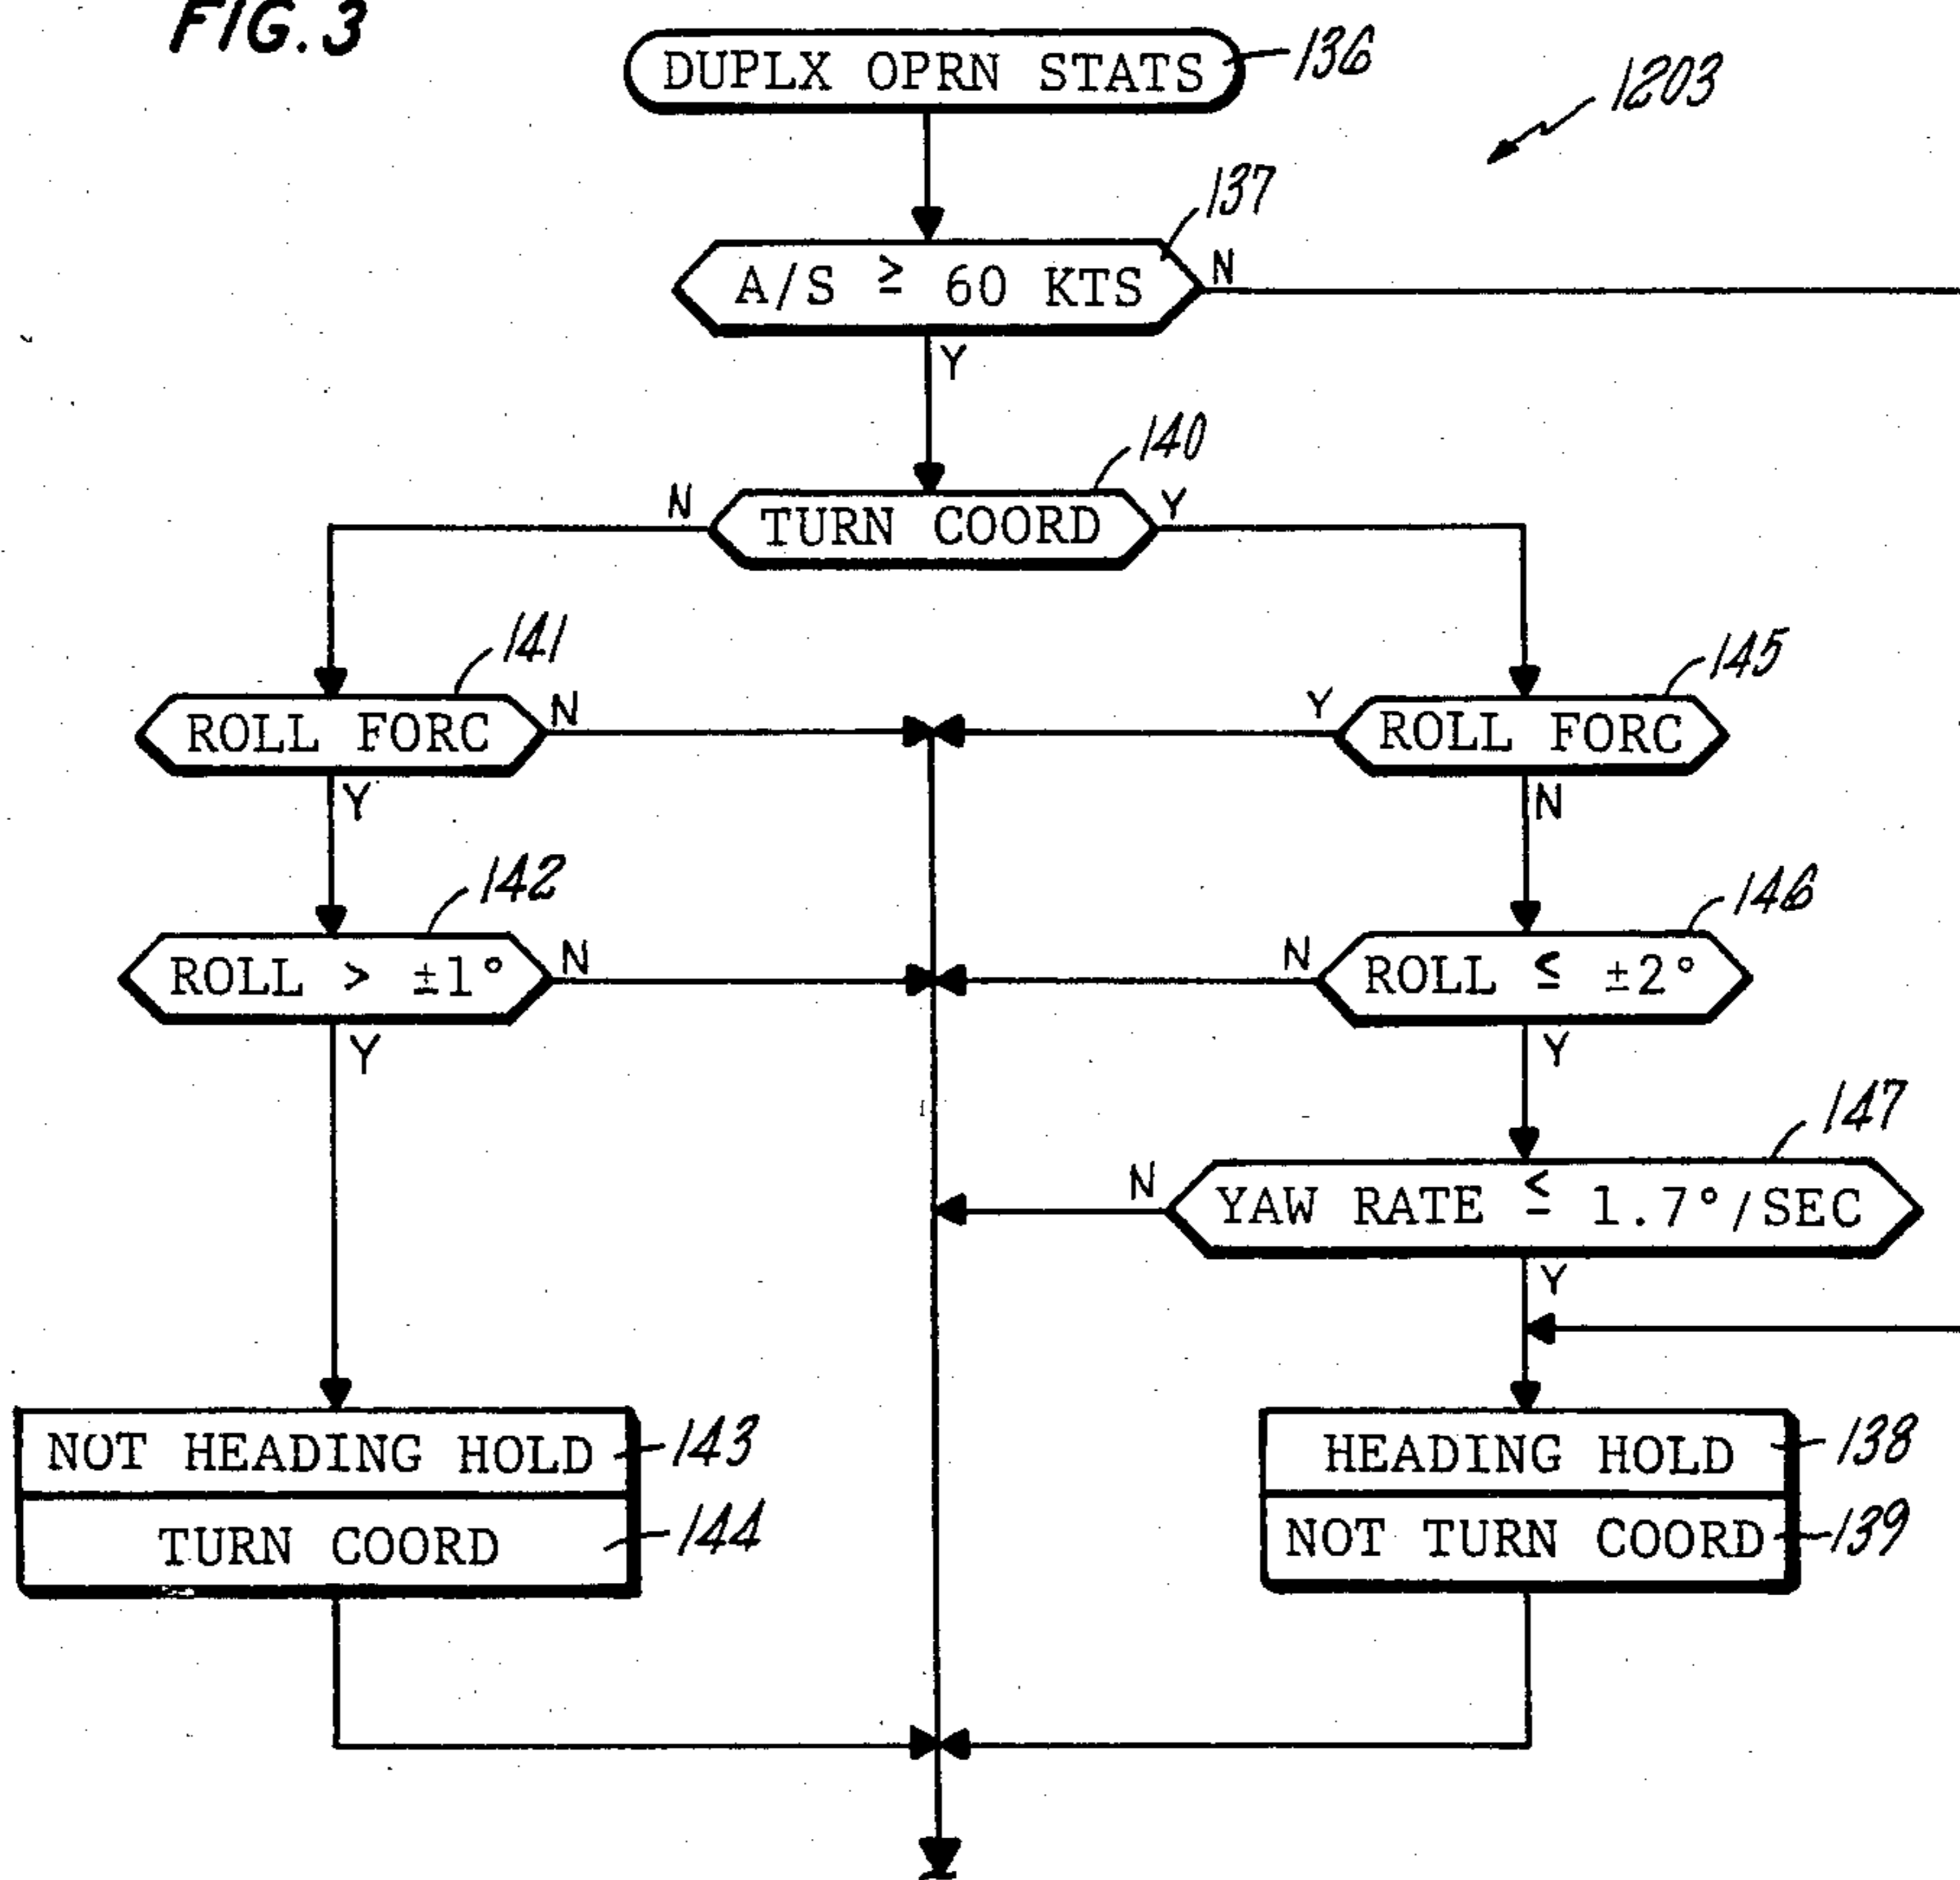 FIG. 3
DUPLX OPRN STATS
136
1203
137
A/S ≥ 60 KTS
N
Y
140
N
TURN COORD
Y
141
145
ROLL FORC
N
Y
ROLL FORC
Y
N
142
146
ROLL > ±1°
N
N
ROLL ≤ ±2°
Y
Y
147
N
YAW RATE ≤ 1.7°/SEC
Y
NOT HEADING HOLD
143
HEADING HOLD
138
TURN COORD
144
NOT TURN COORD
139